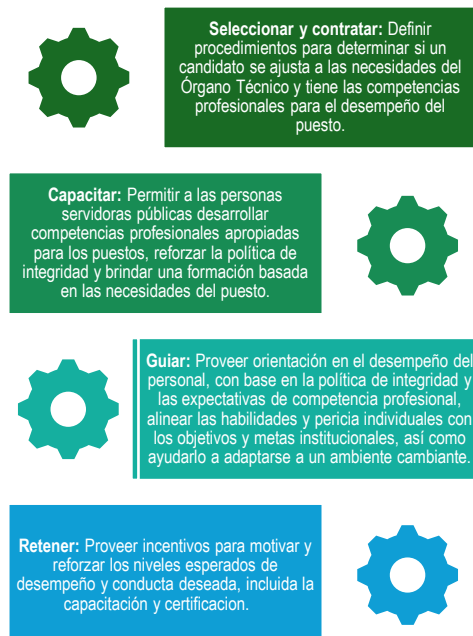 Seleccionar y contratar: Definir
procedimientos para determinar si un
candidato se ajusta a las necesidades del
Órgano Técnico y tiene las competencias
profesionales para el desempeño del
puesto.
Capacitar: Permitir a las personas
servidoras públicas desarrollar
competencias profesionales apropiadas
para los puestos, reforzar la política de
integridad y brindar una formación basada
en las necesidades del puesto.
Guiar: Proveer orientación en el desempeño del
personal, con base en la política de integridad y
las expectativas de competencia profesional,
alinear las habilidades y pericia individuales con
los objetivos y metas institucionales, así como
ayudarlo a adaptarse a un ambiente cambiante.
Retener: Proveer incentivos para motivar y
reforzar los niveles esperados de
desempeño y conducta deseada, incluida la
capacitación y certificacion.